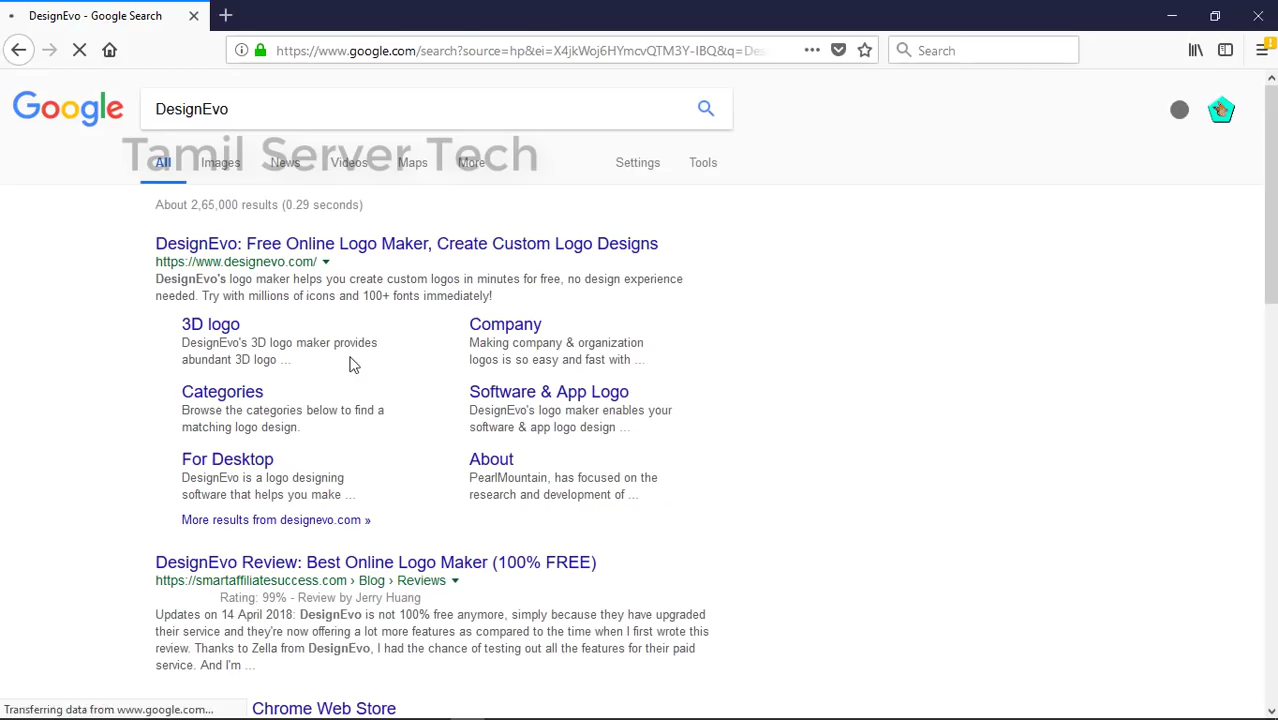 DesignEvo - Google Search
https://www.google.com/search?source=hp&ei=X4jkWoj6HYmcvQTM3Y-IBQ&q=Des
Search
Google
DesignEvo
Tamil Server Tech
All Images News Videos Maps More Settings Tools
About 2,65,000 results (0.29 seconds)
DesignEvo: Free Online Logo Maker, Create Custom Logo Designs
https://www.designevo.com/
DesignEvo's logo maker helps you create custom logos in minutes for free, no design experience
needed. Try with millions of icons and 100+ fonts immediately!
3D logo
DesignEvo's 3D logo maker provides
abundant 3D logo ...
Company
Making company & organization
logos is so easy and fast with ...
Categories
Browse the categories below to find a
matching logo design.
Software & App Logo
DesignEvo's logo maker enables your
software & app logo design ...
For Desktop
DesignEvo is a logo designing
software that helps you make ...
About
PearlMountain, has focused on the
research and development of ...
More results from designevo.com »
DesignEvo Review: Best Online Logo Maker (100% FREE)
https://smartaffiliatesuccess.com › Blog › Reviews
Rating: 99% - Review by Jerry Huang
Updates on 14 April 2018: DesignEvo is not 100% free anymore, simply because they have upgraded
their service and they're now offering a lot more features as compared to the time when I first wrote this
review. Thanks to Zella from DesignEvo, I had the chance of testing out all the features for their paid
service. And I'm ...
Transferring data from www.google.com...
Chrome Web Store